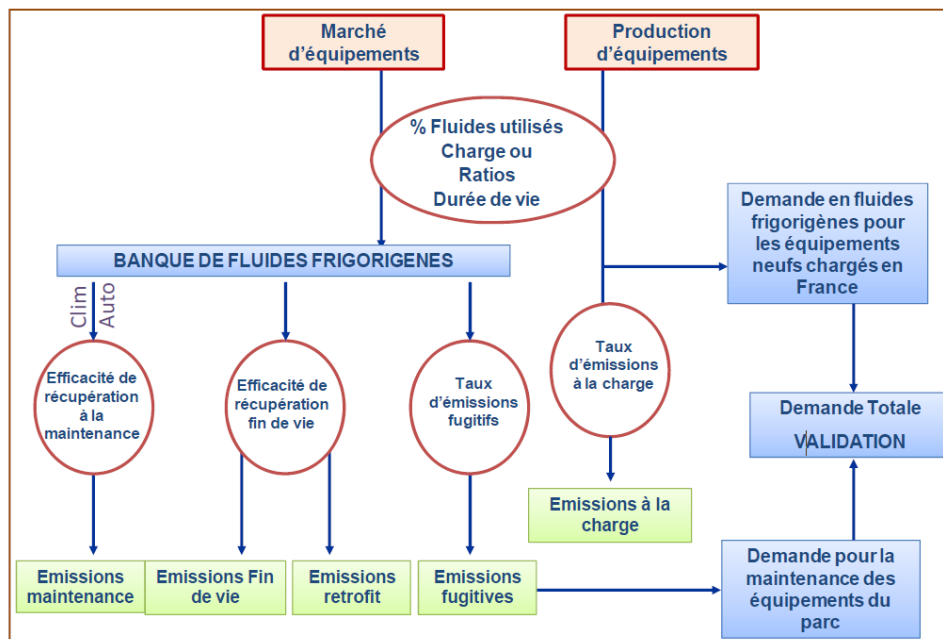 Marché
d'équipements
Production
d'équipements
% Fluides utilisés
Charge ou
Ratios
Durée de vie
Demande en fluides
frigorigènes pour
les équipements
neufs chargés en
France
BANQUE DE FLUIDES FRIGORIGENES
Clim
Auto
Efficacité de
récupération
à la
maintenance
Efficacité de
récupération
fin de vie
Taux
d'émissions
fugitifs
Taux
d'émissions
à la charge
Demande Totale
VALIDATION
Emissions à la
charge
Emissions
maintenance
Emissions Fin
de vie
Emissions
retrofit
Emissions
fugitives
Demande pour la
maintenance des
équipements du
parc